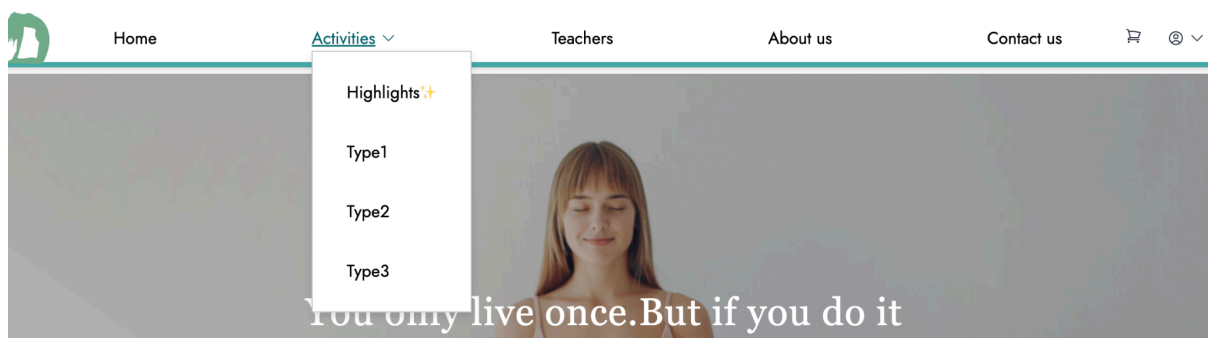 Home Activities Teachers About us Contact us
Highlights✨
Type1
Type2
Type3
You only live once.But if you do it